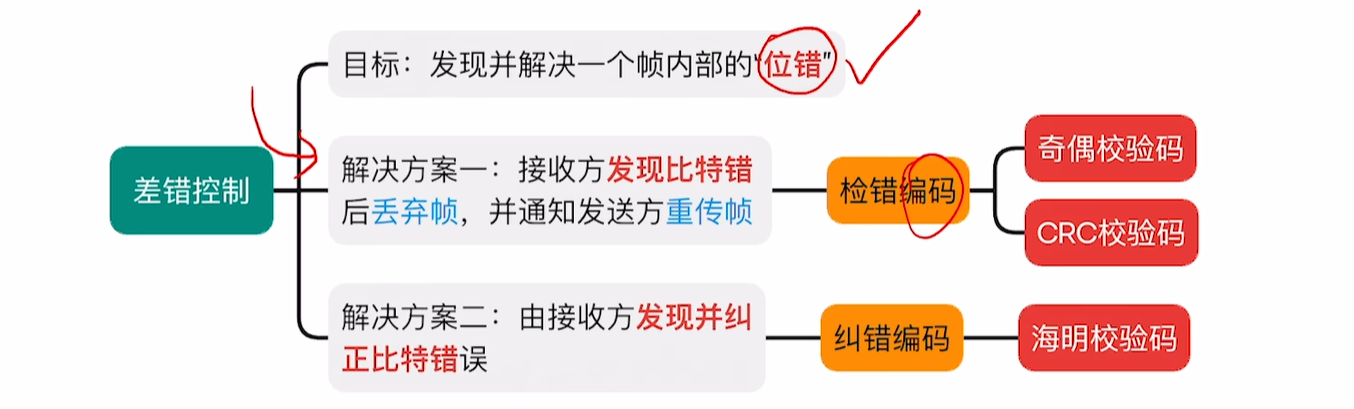 差错控制
目标：发现并解决一个帧内部的“位错”
解决方案一：接收方发现比特错
后丢弃帧，并通知发送方重传帧
检错编码
奇偶校验码
CRC校验码
解决方案二：由接收方发现并纠
正比特错误
纠错编码
海明校验码